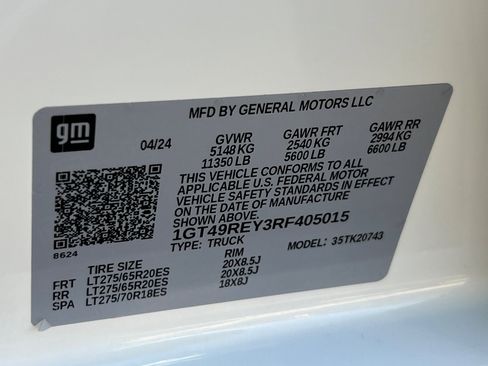 MFD BY GENERAL MOTORS LLC
gm
04/24 GVWR GAWR FRT GAWR RR
5148 KG 2540 KG 2994 KG
11350 LB 5600 LB 6600 LB
THIS VEHICLE CONFORMS TO ALL
APPLICABLE U.S. FEDERAL MOTOR
VEHICLE SAFETY STANDARDS IN EFFECT
ON THE DATE OF MANUFACTURE
SHOWN ABOVE.
1GT49REY3RF405015
TYPE: TRUCK MODEL: 35TK20743
8624
TIRE SIZE RIM
FRT LT275/65R20ES 20X8.5J
RR LT275/65R20ES 20X8.5J
SPA LT275/70R18ES 18X8J